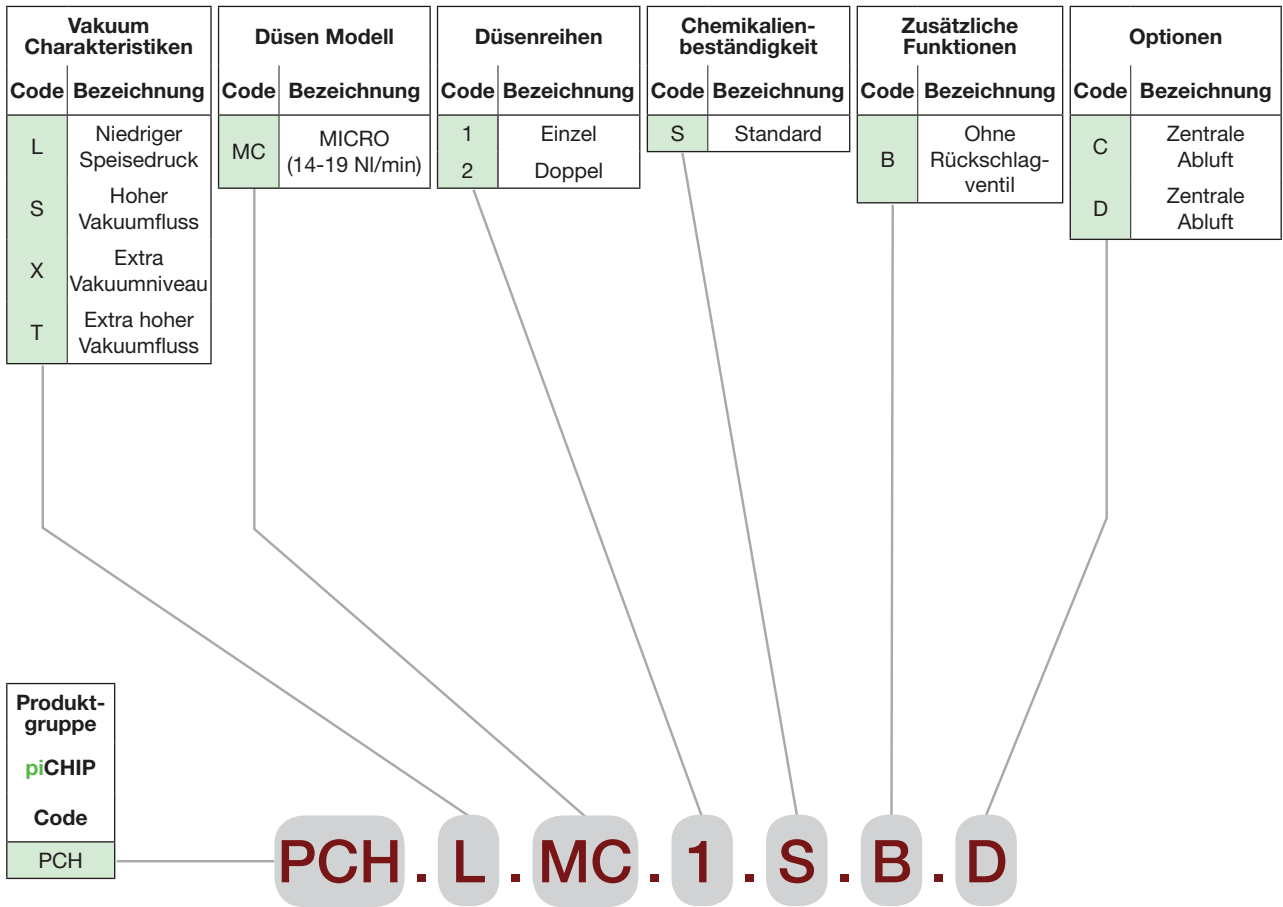 Vakuum
Charakteristiken
Code Bezeichnung
L Niedriger
Speisedruck
S Hoher
Vakuumfluss
X Extra
Vakuumniveau
T Extra hoher
Vakuumfluss
Düsen Modell
Code Bezeichnung
MC MICRO
(14-19 Nl/min)
Düsenreihen
Code Bezeichnung
1 Einzel
2 Doppel
Chemikalien-
beständigkeit
Code Bezeichnung
S Standard
Zusätzliche
Funktionen
Code Bezeichnung
B Ohne
Rückschlag-
ventil
Optionen
Code Bezeichnung
C Zentrale
Abluft
D Zentrale
Abluft
Produkt-
gruppe
piCHIP
Code
PCH
PCH . L . MC . 1 . S . B . D